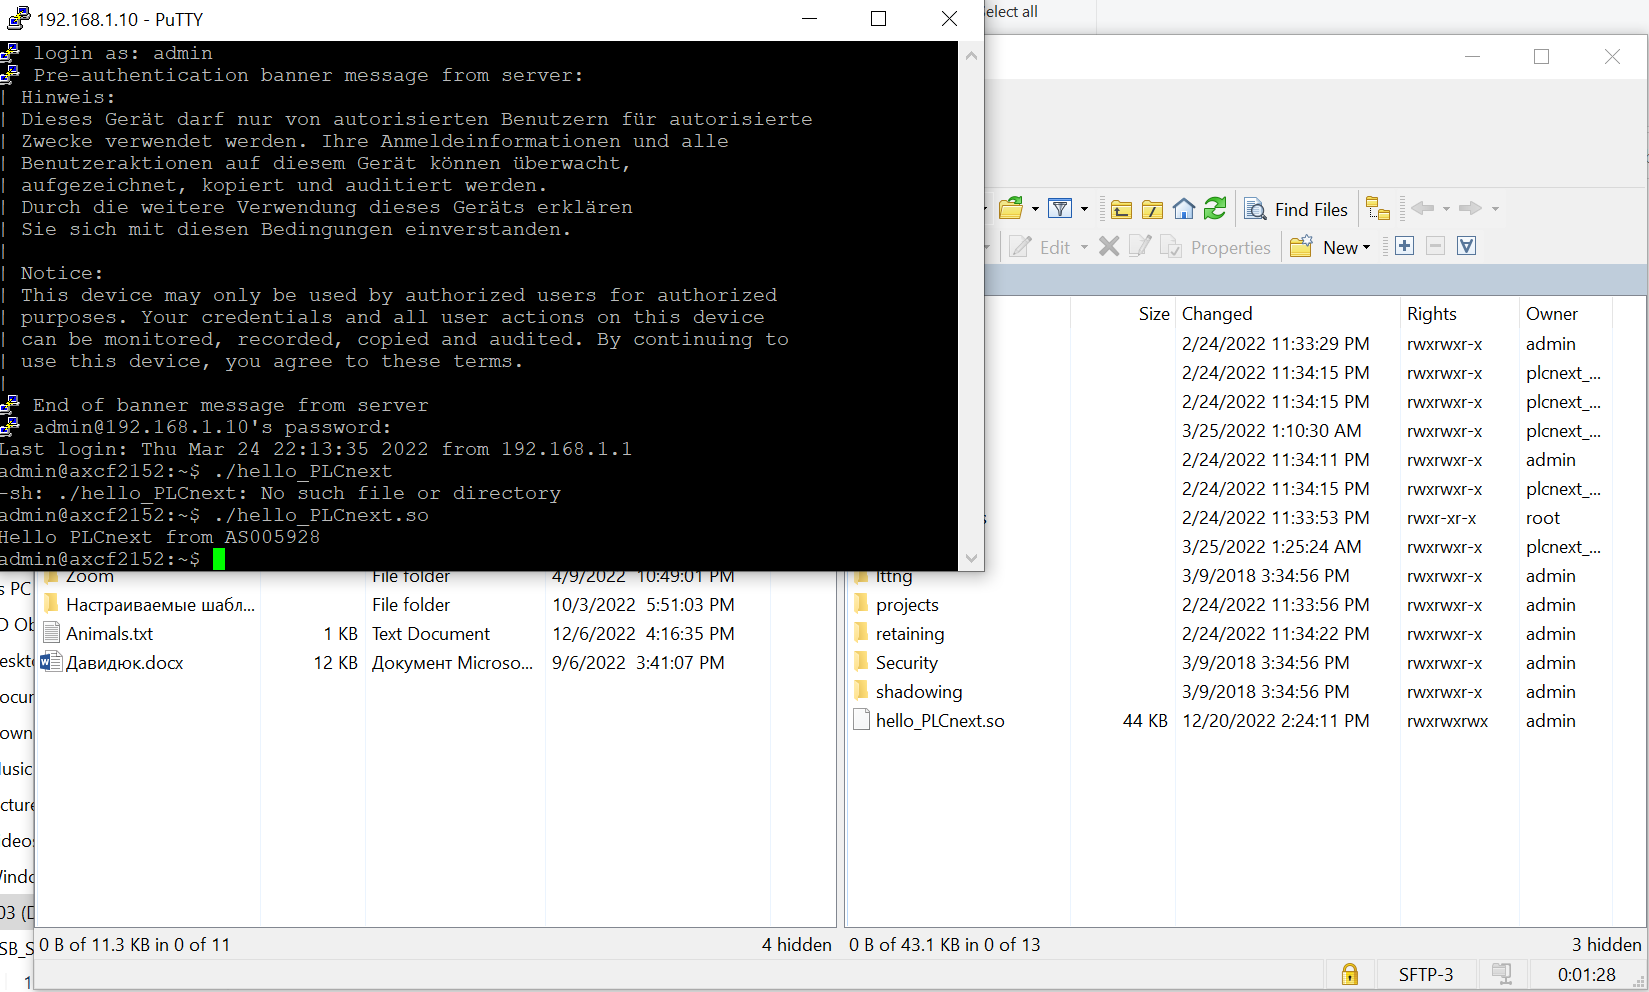 192.168.1.10 - PuTTY
login as: admin
Pre-authentication banner message from server:
| Hinweis:
| Dieses Gerät darf nur von autorisierten Benutzern für autorisierte
| Zwecke verwendet werden. Ihre Anmeldeinformationen und alle
| Benutzeraktionen auf diesem Gerät können überwacht,
| aufgezeichnet, kopiert und auditiert werden.
| Durch die weitere Verwendung dieses Geräts erklären
| Sie sich mit diesen Bedingungen einverstanden.
|
| Notice:
| This device may only be used by authorized users for authorized
| purposes. Your credentials and all user actions on this device
| can be monitored, recorded, copied and audited. By continuing to
| use this device, you agree to these terms.
|
End of banner message from server
admin@192.168.1.10's password:
Last login: Thu Mar 24 22:13:35 2022 from 192.168.1.1
admin@axcf2152:~$ ./hello_PLCnext
-sh: ./hello_PLCnext: No such file or directory
admin@axcf2152:~$ ./hello_PLCnext.so
Hello PLCnext from AS005928
admin@axcf2152:~$
elect all
Find Files
Edit Properties New
Size Changed Rights Owner
2/24/2022 11:33:29 PM rwxrwxr-x admin
2/24/2022 11:34:15 PM rwxrwxr-x plcnext_...
2/24/2022 11:34:15 PM rwxrwxr-x plcnext_...
3/25/2022 1:10:30 AM rwxrwxr-x plcnext_...
2/24/2022 11:34:11 PM rwxrwxr-x admin
2/24/2022 11:34:15 PM rwxrwxr-x plcnext_...
s 2/24/2022 11:33:53 PM rwxr-xr-x root
3/25/2022 1:25:24 AM rwxrwxr-x plcnext_...
lttng 3/9/2018 3:34:56 PM rwxrwxr-x admin
projects 2/24/2022 11:33:56 PM rwxrwxr-x admin
retaining 2/24/2022 11:34:22 PM rwxrwxr-x admin
Security 3/9/2018 3:34:56 PM rwxrwxr-x admin
shadowing 3/9/2018 3:34:56 PM rwxrwxr-x admin
hello_PLCnext.so 44 KB 12/20/2022 2:24:11 PM rwxrwxrwx admin
Zoom File folder 4/9/2022 10:49:01 PM
Настраиваемые шабл... File folder 10/3/2022 5:51:03 PM
Animals.txt 1 KB Text Document 12/6/2022 4:16:35 PM
Давидюк.docx 12 KB Документ Microso... 9/6/2022 3:41:07 PM
s PC
D Ob
eskt
ocur
own
lusic
cture
ideo
Vind
03 (D
SB_S
1
0 B of 11.3 KB in 0 of 11 4 hidden
0 B of 43.1 KB in 0 of 13 3 hidden
SFTP-3 0:01:28